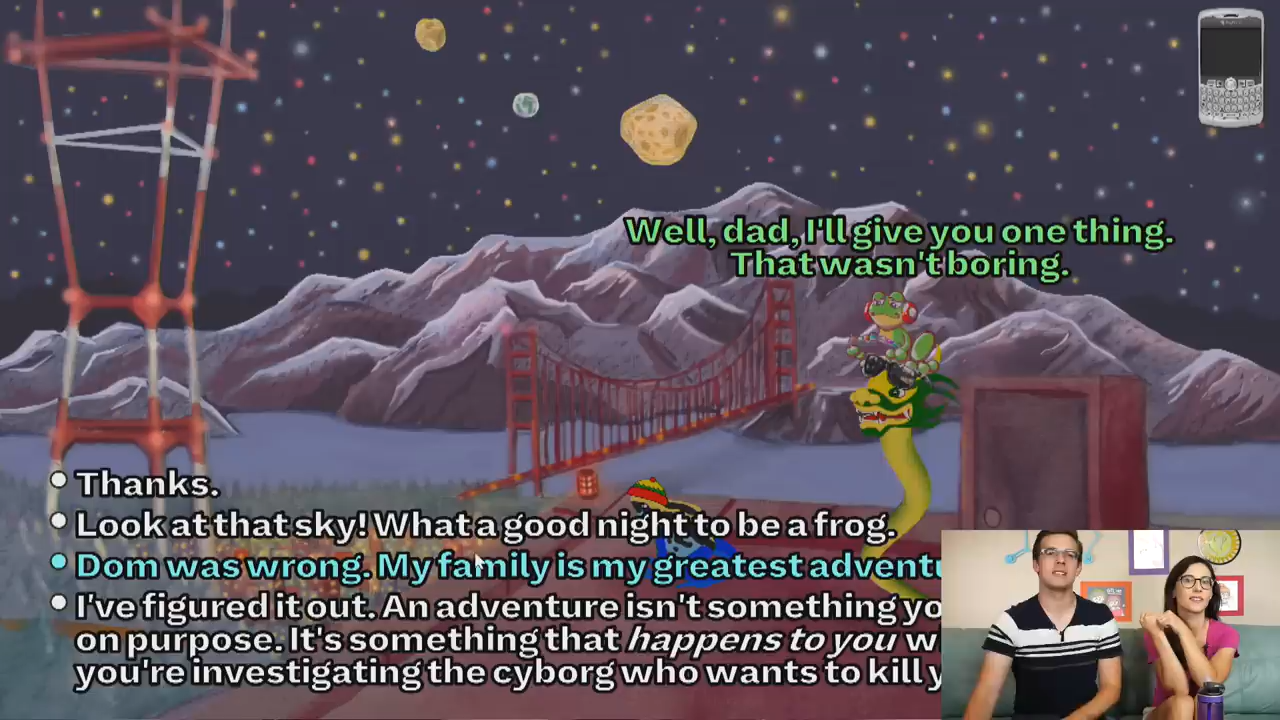 Well, dad, I'll give you one thing.
That wasn't boring.
Thanks.
Look at that sky! What a good night to be a frog.
Dom was wrong. My family is my greatest
I've figured it out. An adventure isn't something
on purpose. It's something that happens to you
you're investigating the cyborg who wants to kill